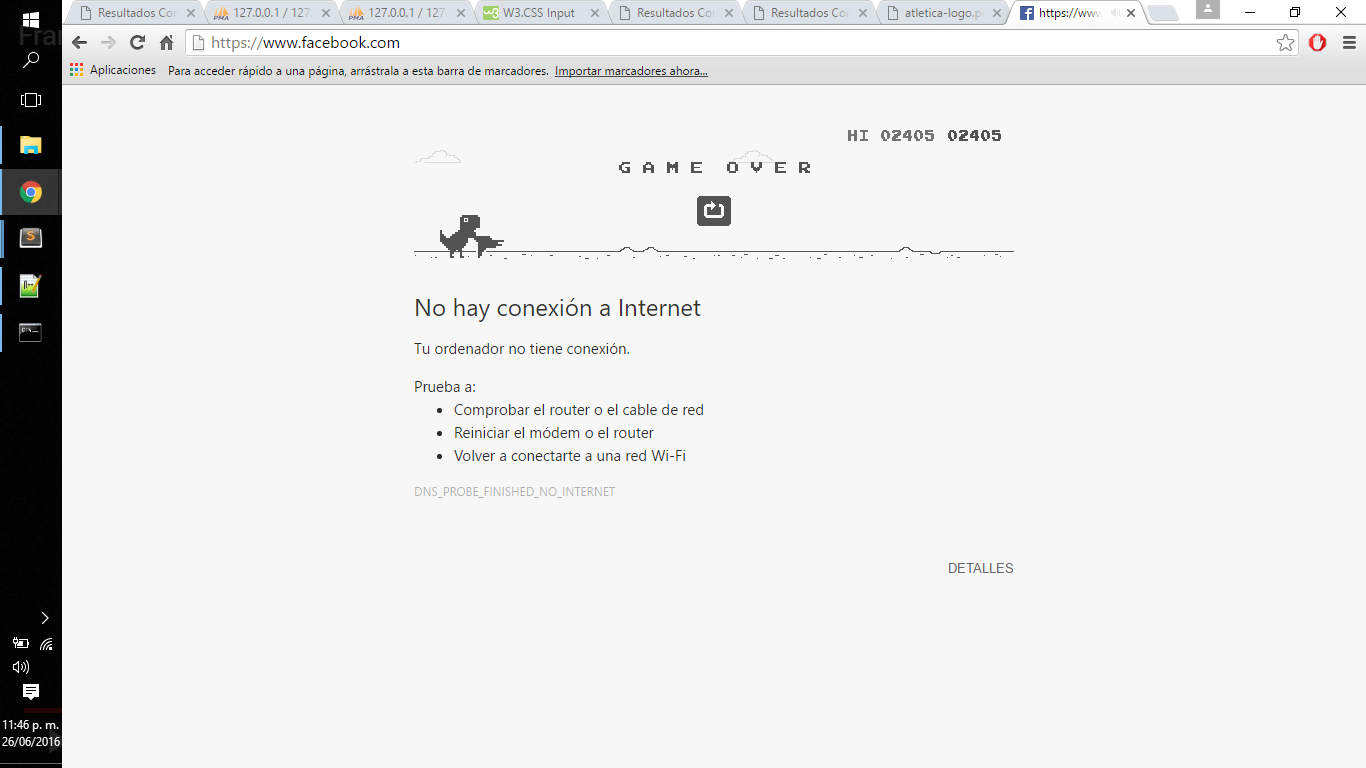 Resultados Co
127.0.0.1 / 127
127.0.0.1 / 127
W3.CSS Input
Resultados Co
Resultados Co
atletica-logo.p
https://www
https://www.facebook.com
Aplicaciones
Para acceder rápido a una página, arrástrala a esta barra de marcadores. Importar marcadores ahora...
HI 02405 02405
GAME OVER
No hay conexión a Internet
Tu ordenador no tiene conexión.
Prueba a:
Comprobar el router o el cable de red
Reiniciar el módem o el router
Volver a conectarte a una red Wi-Fi
DNS_PROBE_FINISHED_NO_INTERNET
DETALLES
11:46 p. m.
26/06/2016